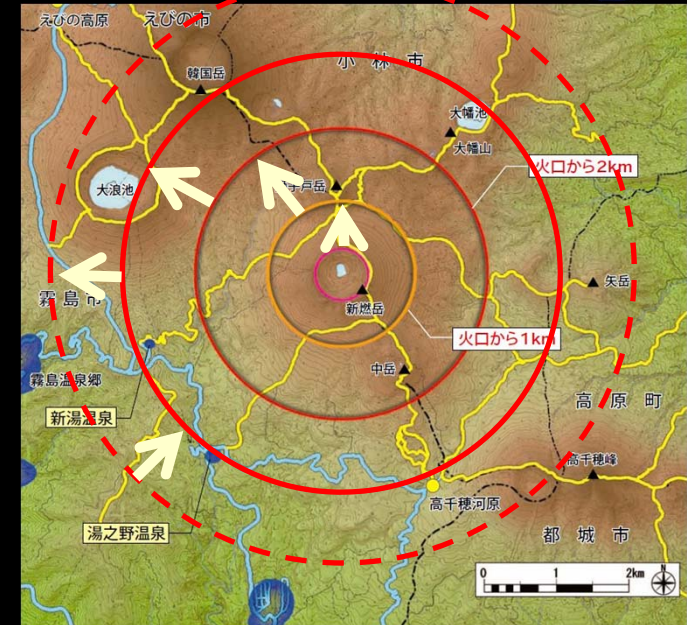 えびの高原
えびの市
小林市
韓国岳
大幡池
大幡山
火口から2km
大浪池
矢岳
霧島市
新燃岳
火口から1km
中岳
霧島温泉郷
高原町
新湯温泉
高千穂峰
高千穂河原
湯之野温泉
都城市
0 1 2km
N